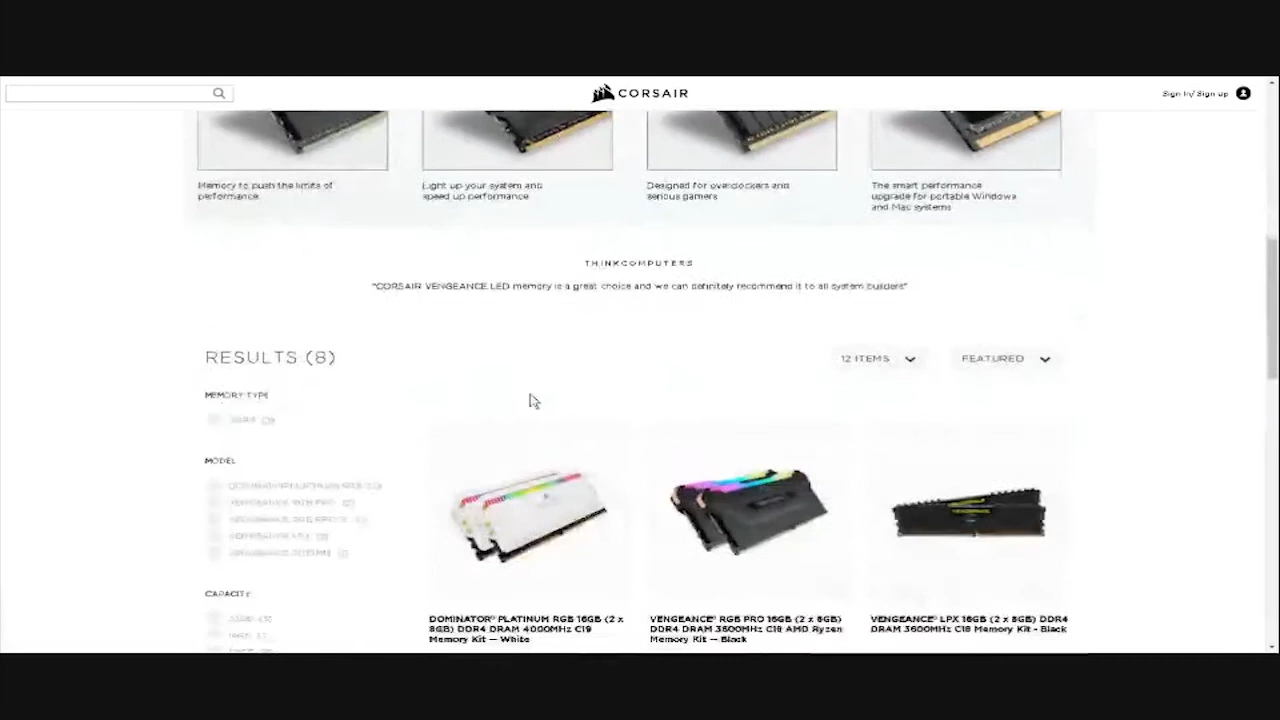 CORSAIR
Sign In/ Sign Up
Memory to push the limits of
performance
Light up your system and
speed up performance
Designed for overclockers and
serious gamers
The smart performance
upgrade for portable Windows
and Mac systems
THINKCOMPUTERS
"CORSAIR VENGEANCE LED memory is a great choice and we can definitely recommend it to all system builders"
RESULTS (8)
12 ITEMS
FEATURED
MEMORY TYPE
MODEL
CAPACITY
DOMINATOR® PLATINUM RGB 16GB (2 x
8GB) DDR4 DRAM 4000MHz C19
Memory Kit — White
VENGEANCE® RGB PRO 16GB (2 x 8GB)
DDR4 DRAM 3600MHz C18 AMD Ryzen
Memory Kit — Black
VENGEANCE® LPX 16GB (2 x 8GB) DDR4
DRAM 3600MHz C18 Memory Kit - Black